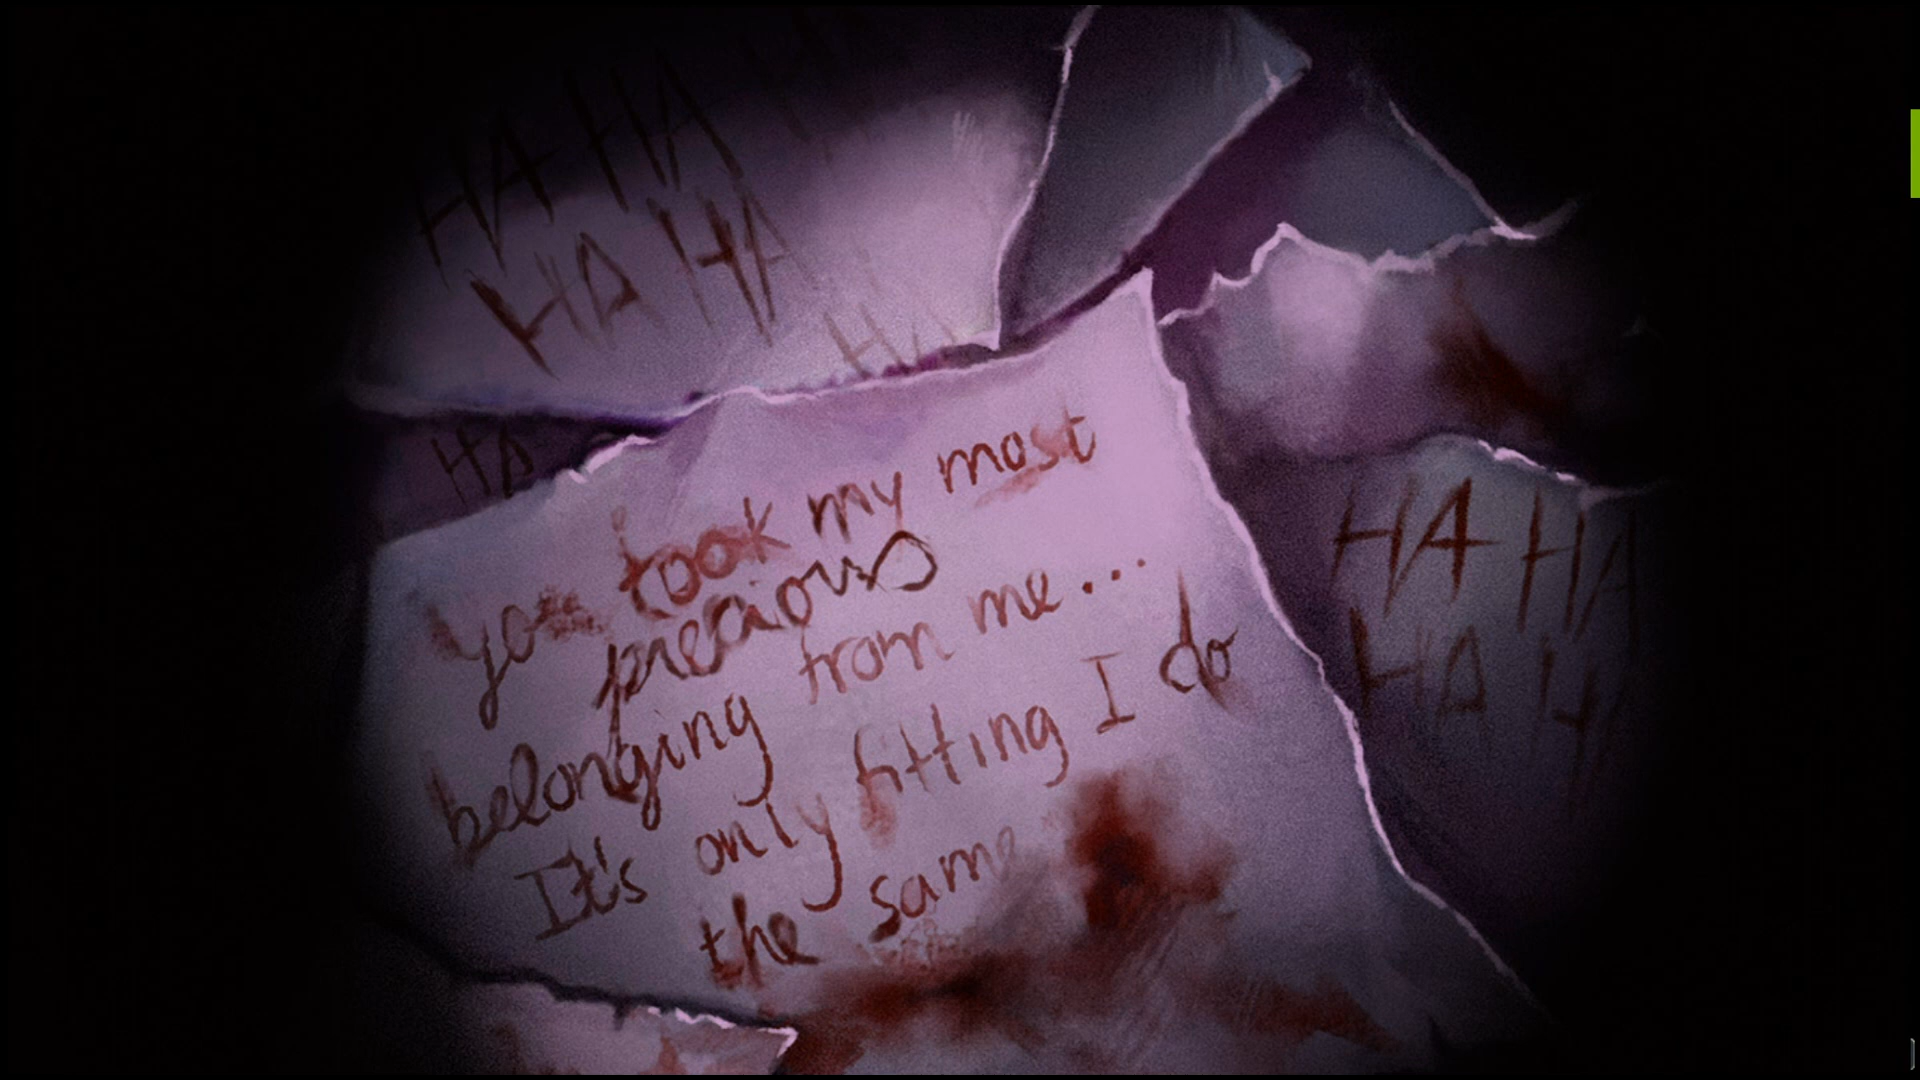 HA HA
HA HA
HA
HA
you took my most
precious
belonging from me...
It's only fitting I do
the same
HA HA
HA HA